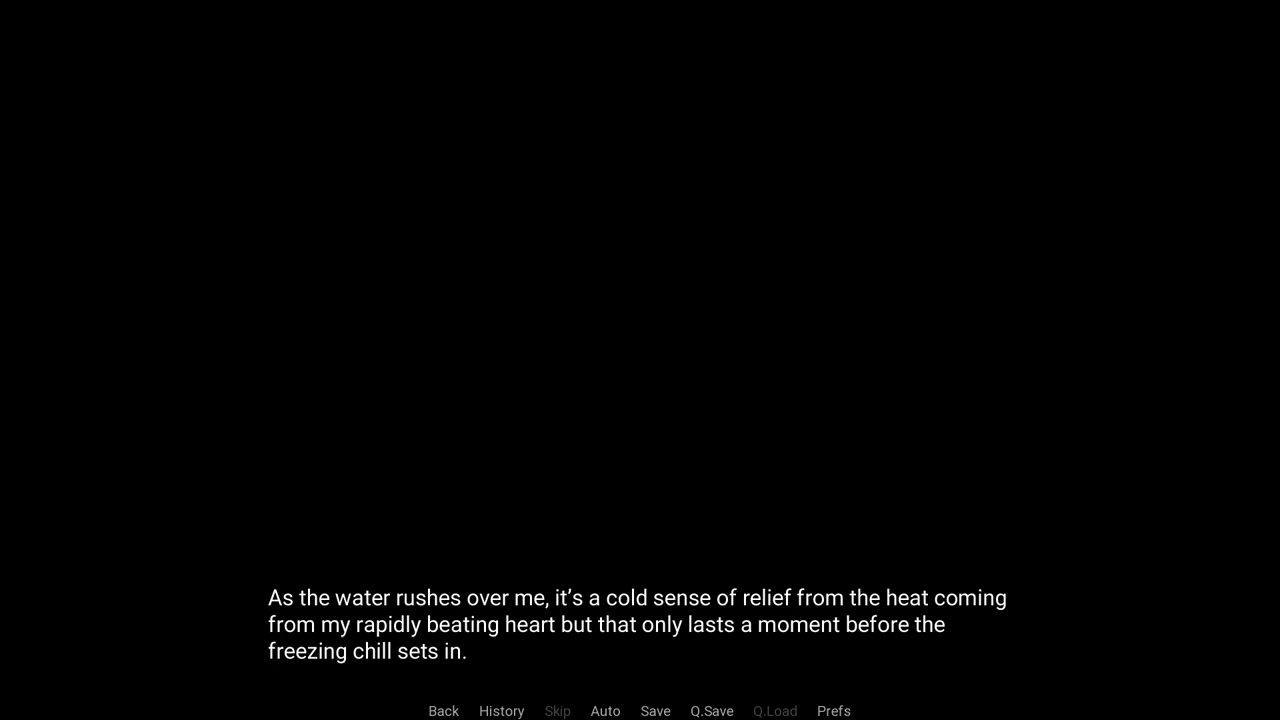 As the water rushes over me, it’s a cold sense of relief from the heat coming
from my rapidly beating heart but that only lasts a moment before the
freezing chill sets in.
Back History Skip Auto Save Q.Save Q.Load Prefs